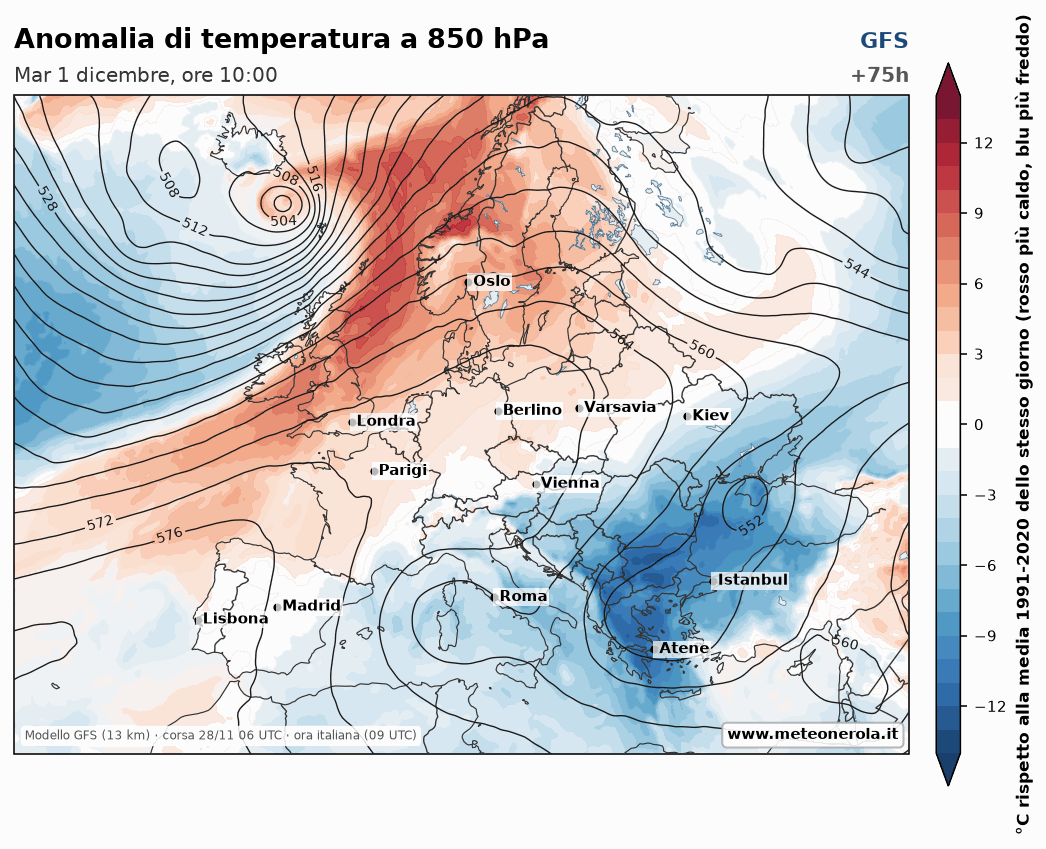 Anomalia di temperatura a 850 hPa
GFS
Mar 1 dicembre, ore 10:00
+75h
528
508
508
516
512
504
544
Oslo
564
560
Londra
Berlino
Varsavia
Kiev
Parigi
Vienna
572
576
552
Istanbul
Roma
Madrid
Lisbona
Atene
560
Modello GFS (13 km) · corsa 28/11 06 UTC · ora italiana (09 UTC)
www.meteonerola.it
12
9
6
3
0
−3
−6
−9
−12
°C rispetto alla media 1991-2020 dello stesso giorno (rosso più caldo, blu più freddo)